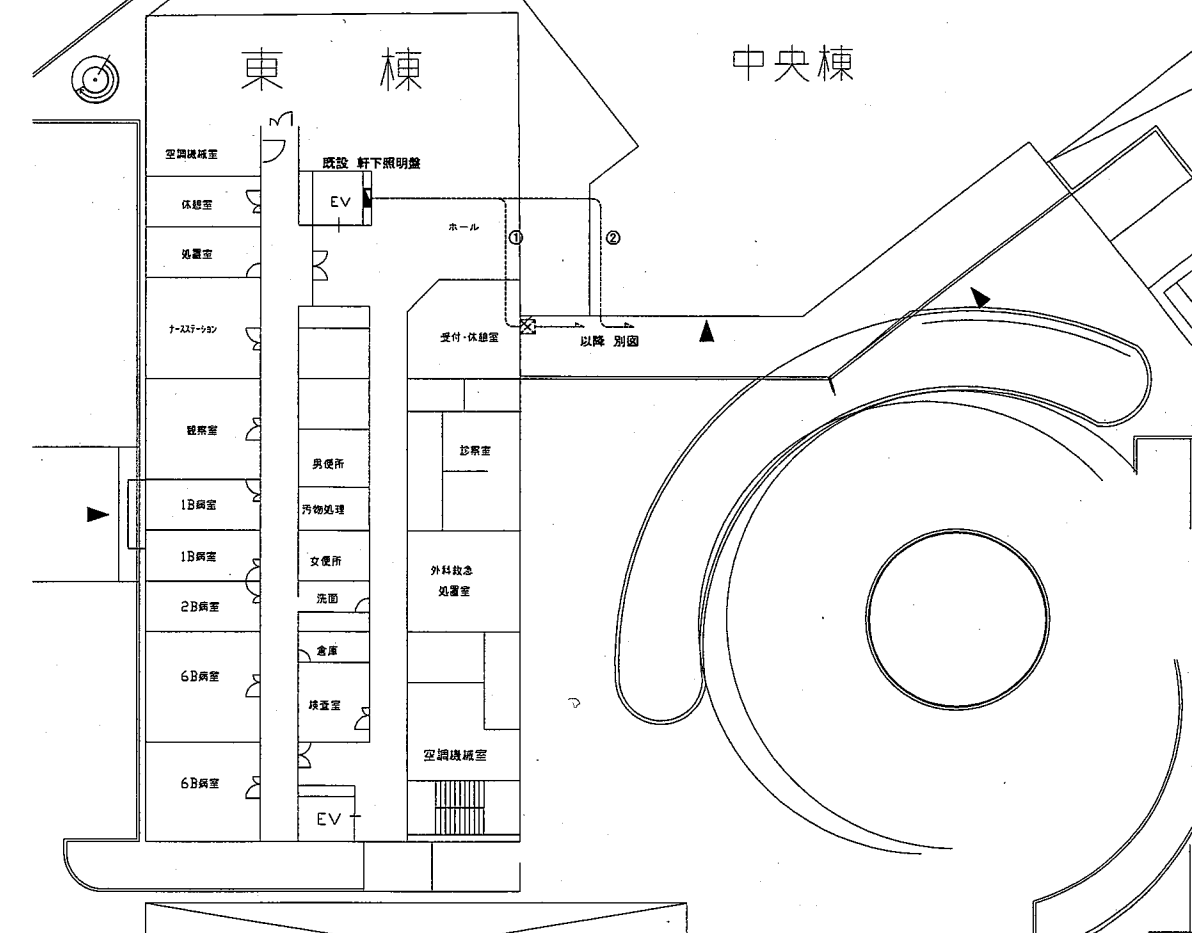 東 棟
中央棟
空調機械室
既設 軒下照明盤
休憩室
EV
ホール
①
②
処置室
ナースステーション
受付・休憩室
以降 別図
観察室
診察室
男便所
1B病室
汚物処理
1B病室
女便所
外科救急
処置室
2B病室
洗面
倉庫
6B病室
検査室
空調機械室
6B病室
EV